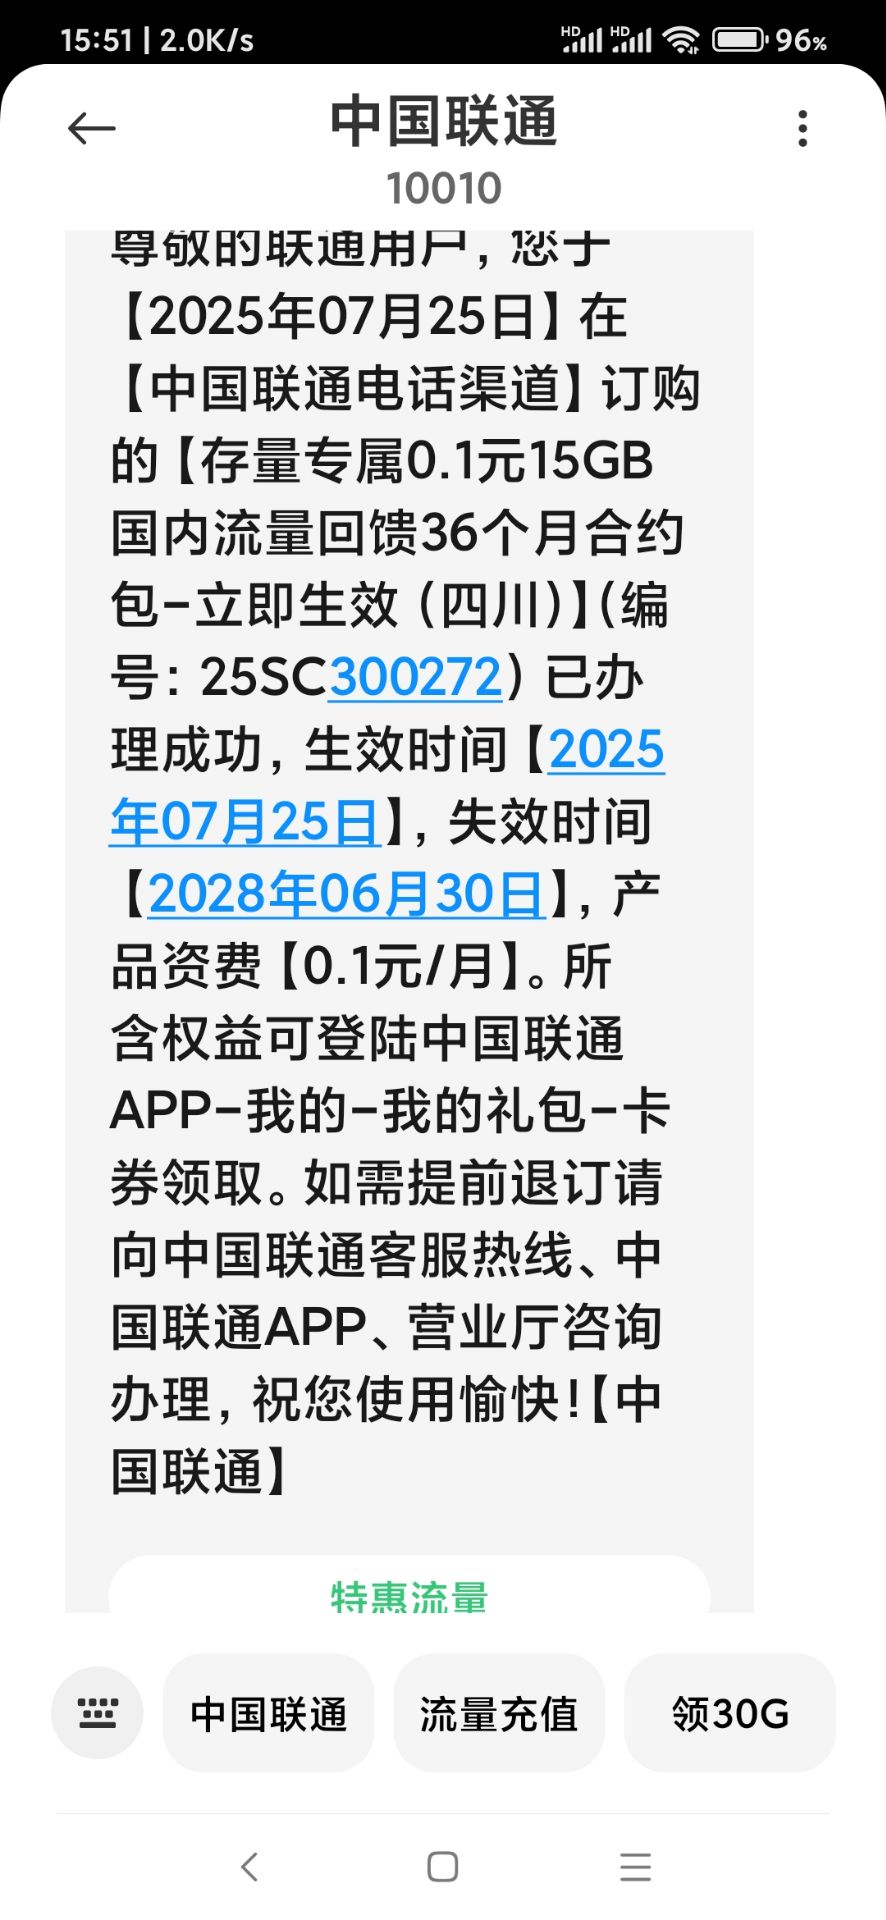 15:51 | 2.0K/s
HD HD 96%
中国联通
10010
尊敬的联通用户，您于
【2025年07月25日】在
【中国联通电话渠道】订购
的【存量专属0.1元15GB
国内流量回馈36个月合约
包-立即生效（四川）】（编
号：25SC300272）已办
理成功，生效时间【2025
年07月25日】，失效时间
【2028年06月30日】，产
品资费【0.1元/月】。所
含权益可登陆中国联通
APP-我的-我的礼包-卡
券领取。如需提前退订请
向中国联通客服热线、中
国联通APP、营业厅咨询
办理，祝您使用愉快！【中
国联通】
特惠流量
中国联通 流量充值 领30G